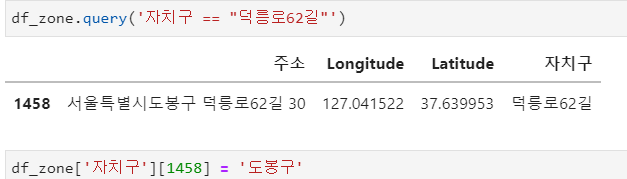 df_zone.query('자치구 == "덕릉로62길"')
주소 Longitude Latitude 자치구
1458 서울특별시도봉구 덕릉로62길 30 127.041522 37.639953 덕릉로62길
df_zone['자치구'][1458] = '도봉구'